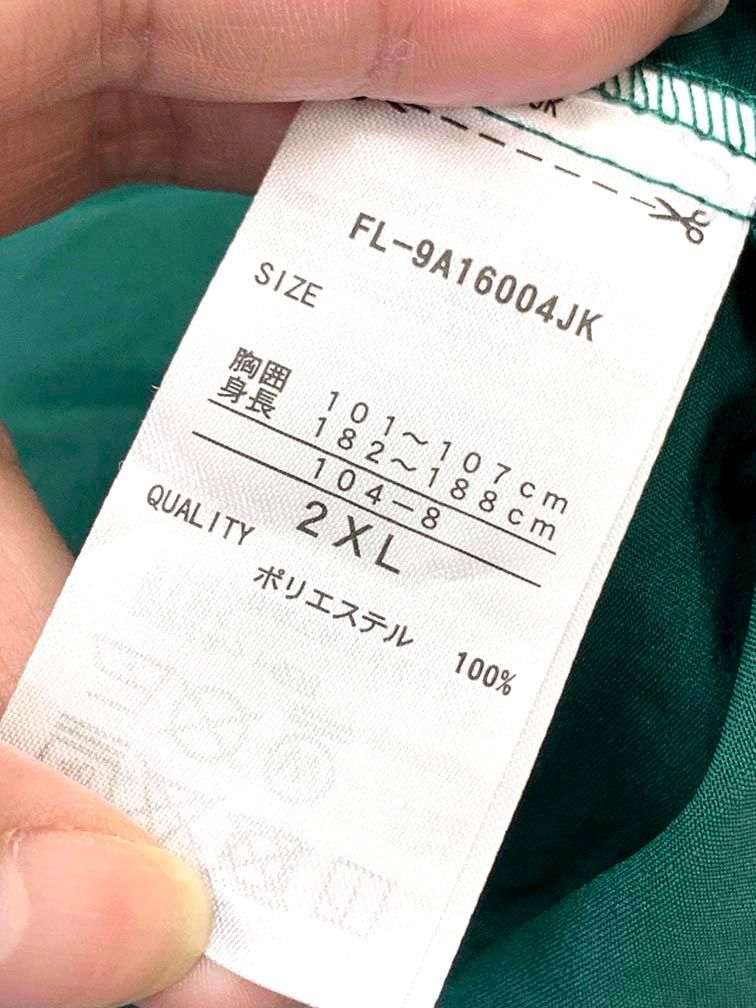 FL-9A16004JK
SIZE
胸囲 101～107cm
身長 182～188cm
104-8
2XL
QUALITY
ポリエステル 100%